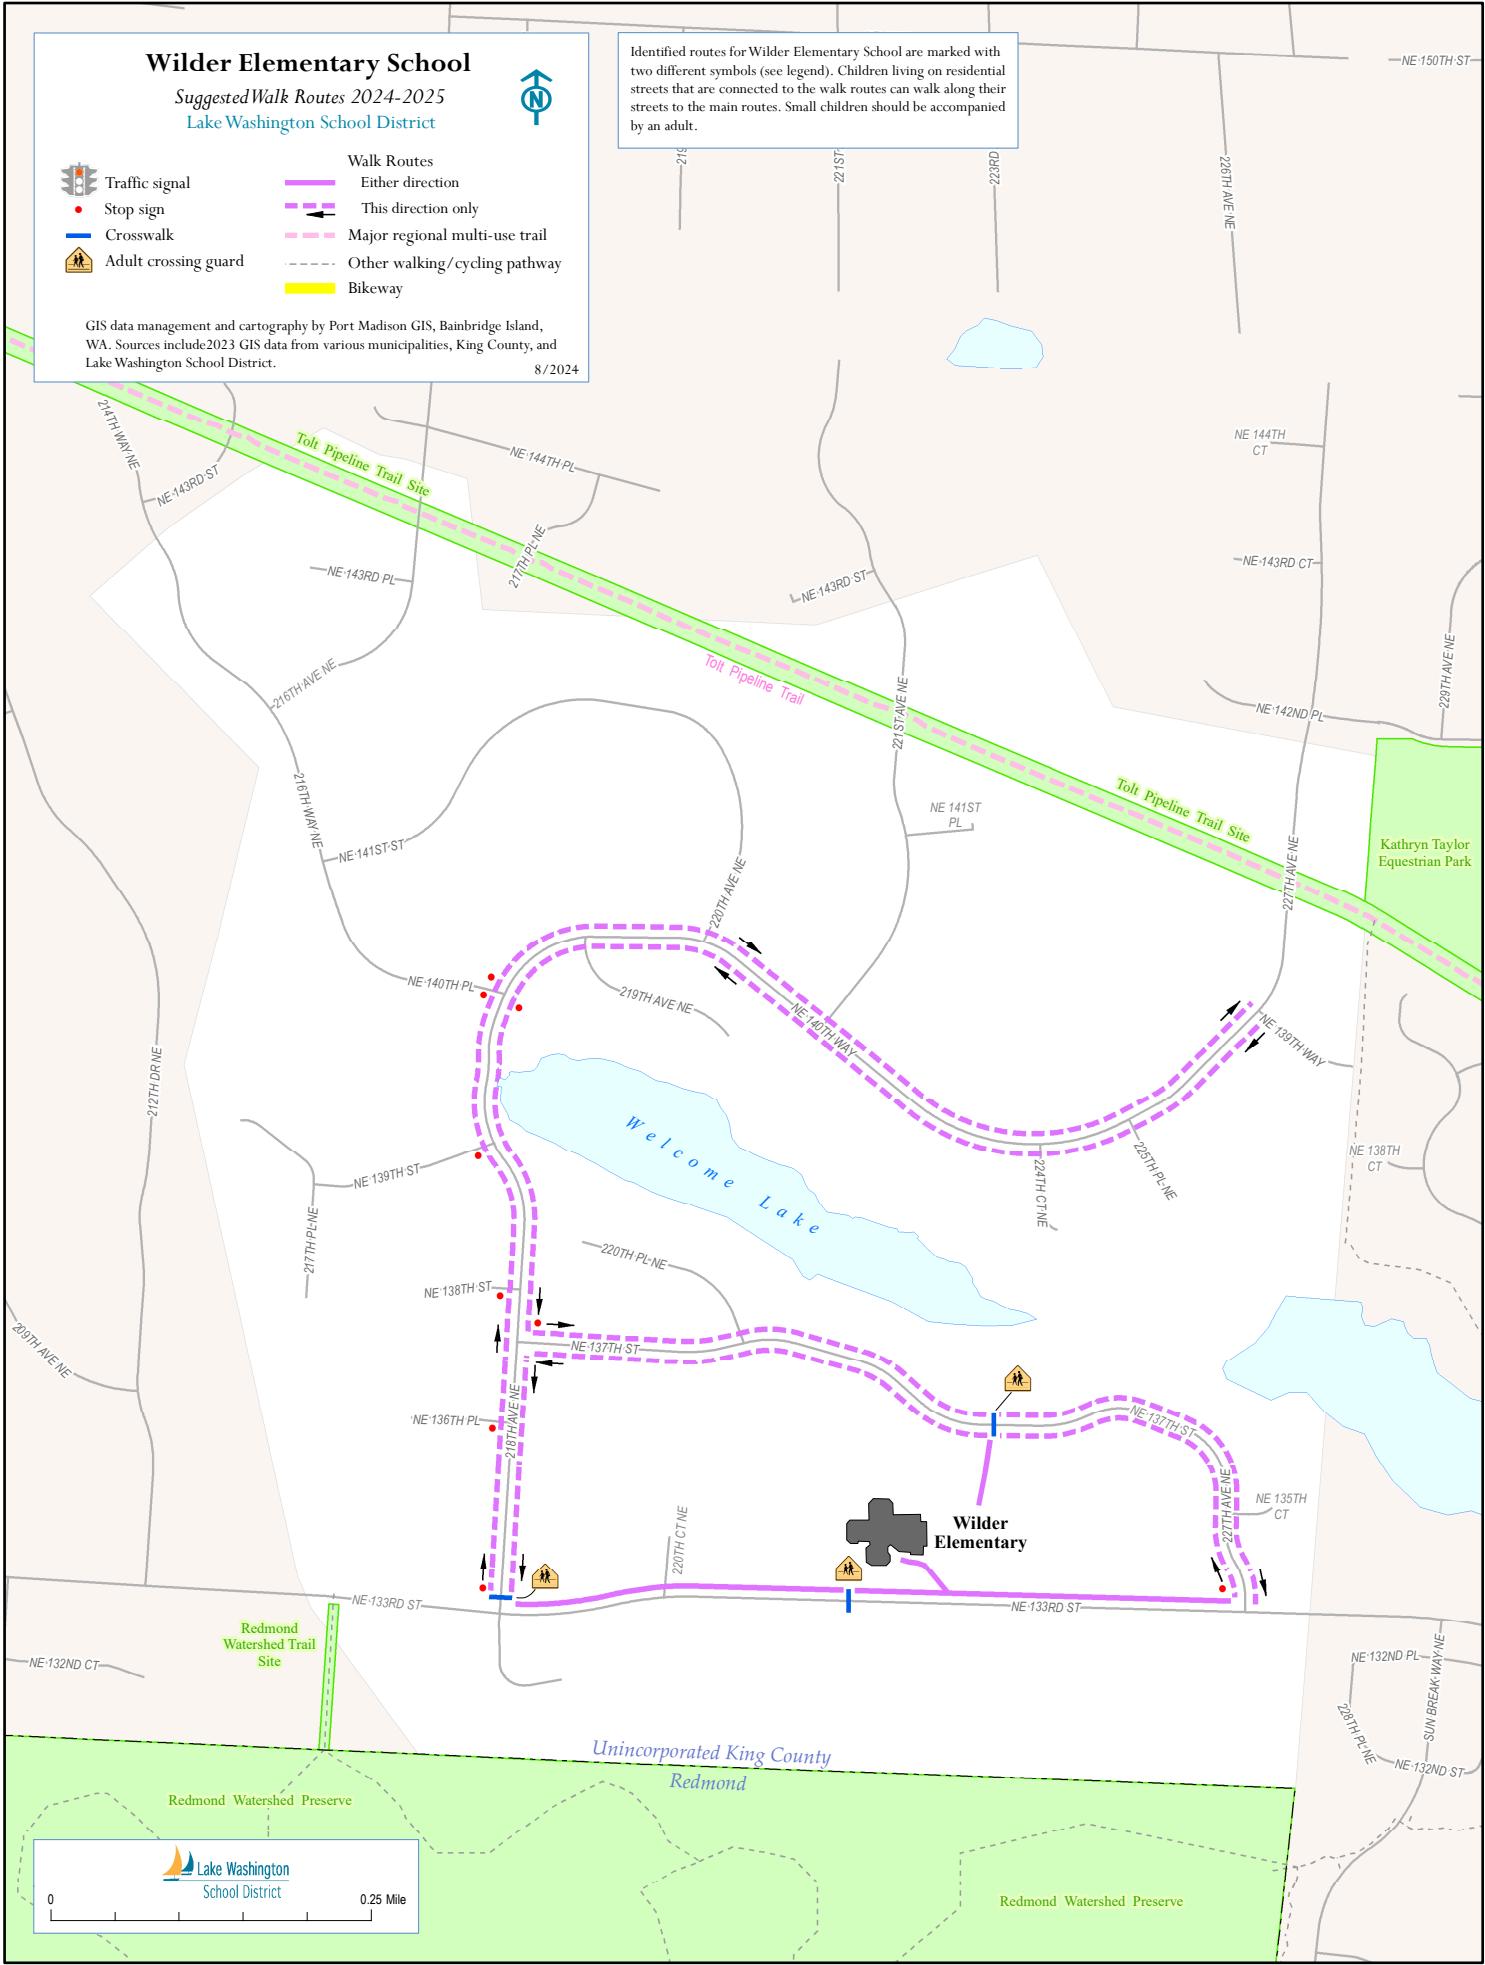 Wilder Elementary School
Suggested Walk Routes 2024-2025
Lake Washington School District
N
Traffic signal
Stop sign
Crosswalk
Adult crossing guard
Walk Routes
Either direction
This direction only
Major regional multi-use trail
Other walking/cycling pathway
Bikeway
GIS data management and cartography by Port Madison GIS, Bainbridge Island,
WA. Sources include2023 GIS data from various municipalities, King County, and
Lake Washington School District.
8/2024
Identified routes for Wilder Elementary School are marked with
two different symbols (see legend). Children living on residential
streets that are connected to the walk routes can walk along their
streets to the main routes. Small children should be accompanied
by an adult.
NE 150TH ST
219
221ST
223RD
226TH AVE NE
214TH WAY NE
NE 143RD ST
Tolt Pipeline Trail Site
NE 144TH PL
217TH PL NE
NE 144TH
CT
NE 143RD PL
NE 143RD ST
NE 143RD CT
216TH AVE NE
Tolt Pipeline Trail
221ST AVE NE
229TH AVE NE
NE 142ND PL
216TH WAY NE
NE 141ST ST
NE 141ST
PL
Tolt Pipeline Trail Site
227TH AVE NE
Kathryn Taylor
Equestrian Park
220TH AVE NE
NE 140TH PL
219TH AVE NE
NE 140TH WAY
NE 139TH WAY
212TH DR NE
Welcome Lake
NE 138TH
CT
NE 139TH ST
217TH PL NE
224TH CT NE
225TH PL NE
220TH PL NE
NE 138TH ST
209TH AVE NE
NE 137TH ST
NE 136TH PL
218TH AVE NE
NE 137TH ST
227TH AVE NE
NE 135TH
CT
220TH CT NE
Wilder
Elementary
NE 133RD ST
NE 133RD ST
Redmond
Watershed Trail
Site
NE 132ND CT
NE 132ND PL
SUN BREAK WAY NE
228TH PL NE
NE 132ND ST
Unincorporated King County
Redmond
Redmond Watershed Preserve
Redmond Watershed Preserve
Lake Washington
School District
0
0.25 Mile